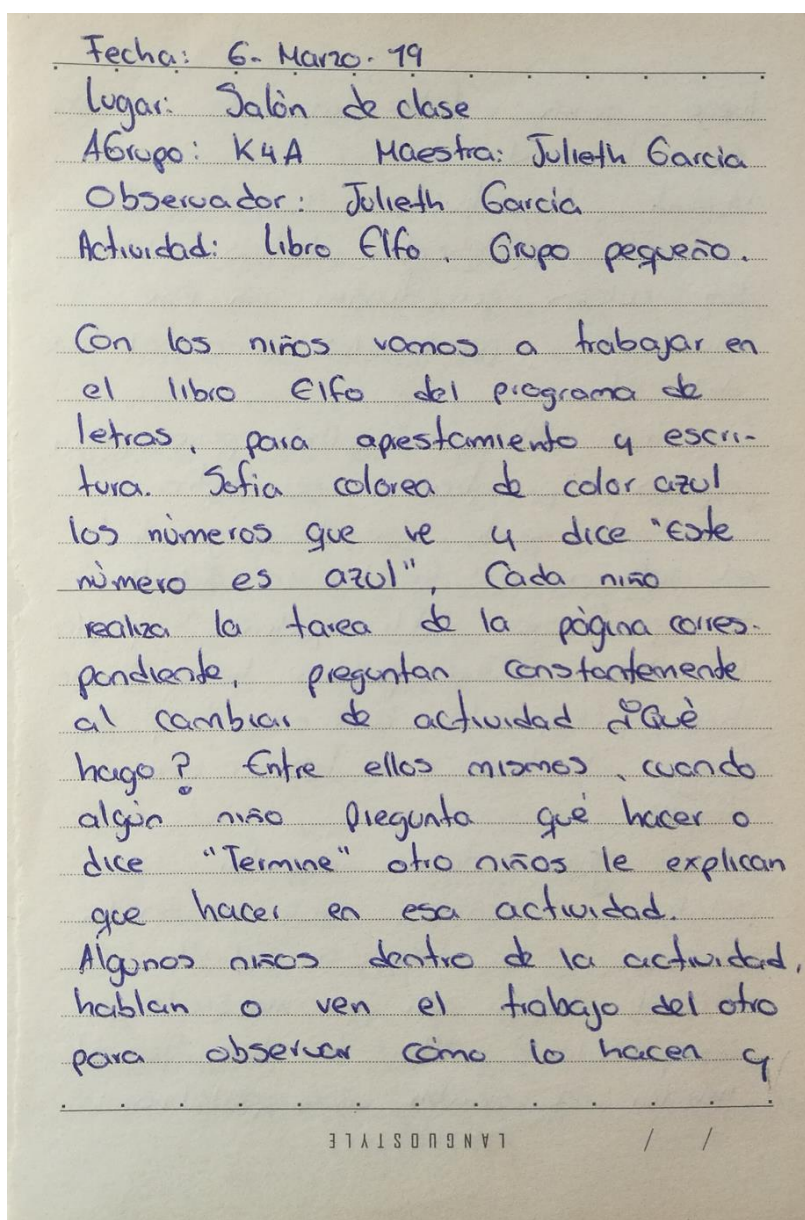 Fecha: 6- Marzo- 19
Lugar: Salón de clase
AGrupo: K4A Maestra: Julieth Garcia
Observador: Julieth Garcia
Actividad: libro Elfo. Grupo pequeño.
Con los niños vamos a trabajar en
el libro Elfo del programa de
letras, para aprestamiento y escri-
tura. Sofia colorea de color azul
los números que ve y dice "Este
número es azul", Cada niño
realiza la tarea de la página corres-
pondiente, preguntan constantemente
al cambiar de actividad ¿Qué
hago? Entre ellos mismos, cuando
algún niño pregunta qué hacer o
dice "Termine" otro niños le explican
que hacer en esa actividad.
Algunos niños dentro de la actividad,
hablan o ven el trabajo del otro
para observar cómo lo hacen y
LANGUOSTYLE / /